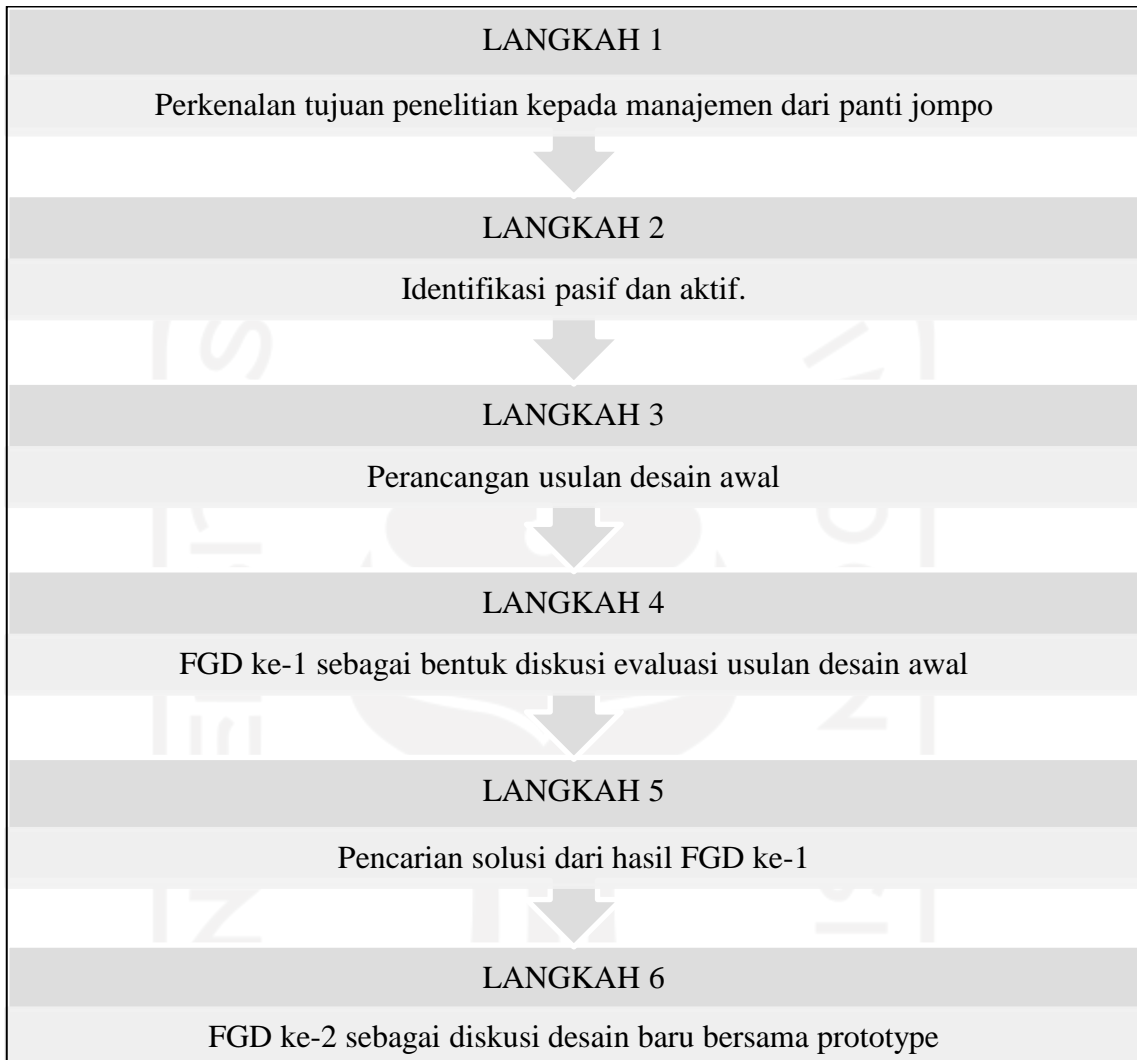 LANGKAH 1
Perkenalan tujuan penelitian kepada manajemen dari panti jompo
LANGKAH 2
Identifikasi pasif dan aktif.
LANGKAH 3
Perancangan usulan desain awal
LANGKAH 4
FGD ke-1 sebagai bentuk diskusi evaluasi usulan desain awal
LANGKAH 5
Pencarian solusi dari hasil FGD ke-1
LANGKAH 6
FGD ke-2 sebagai diskusi desain baru bersama prototype